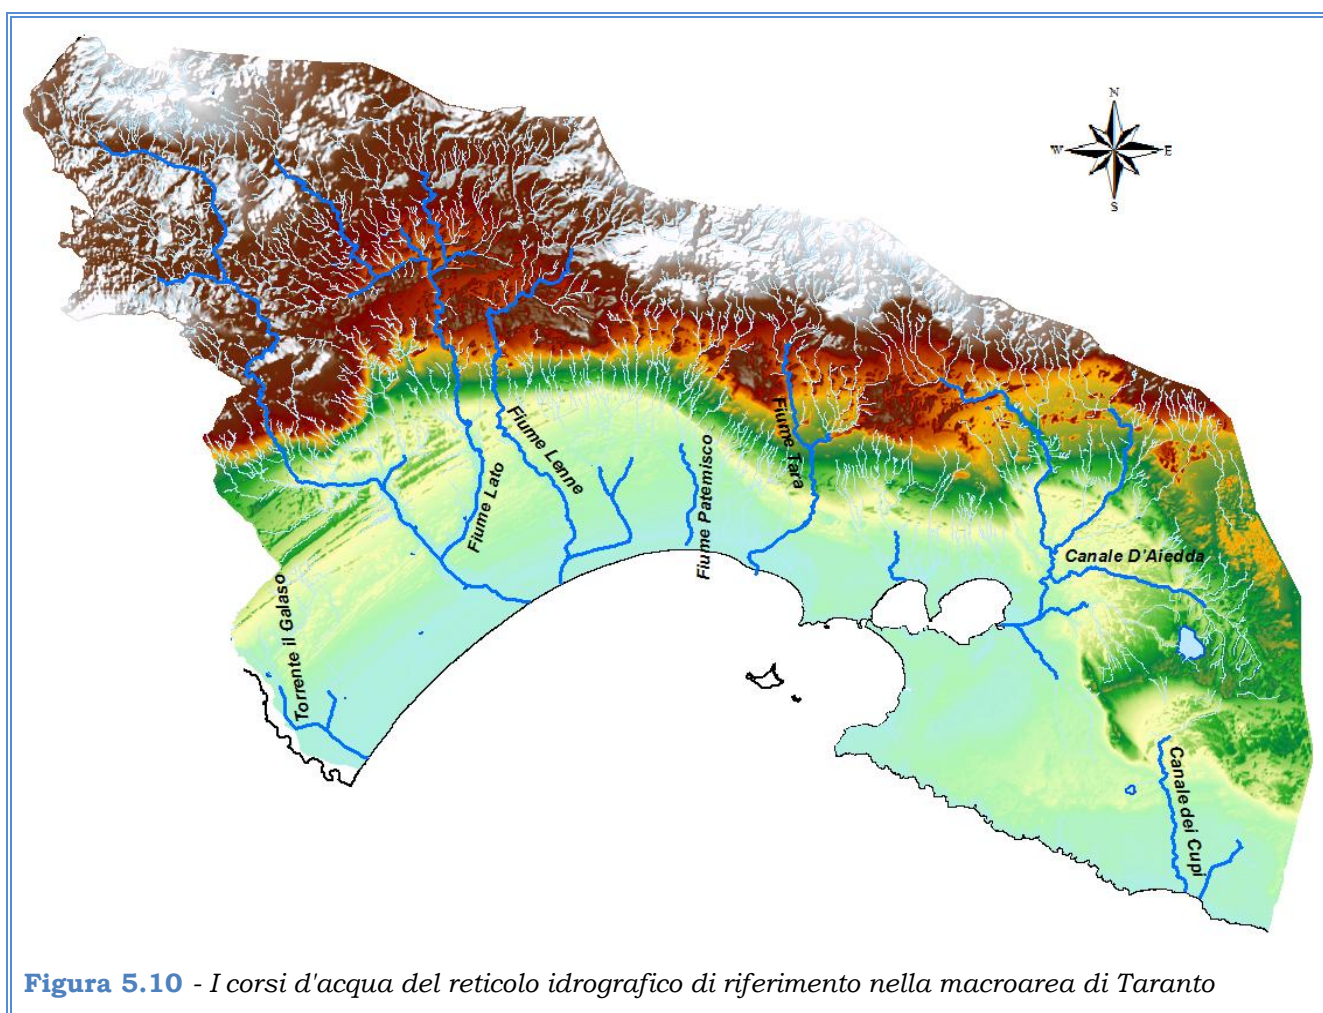 N
W E
S
Fiume Lenne
Fiume Lato
Fiume Patemisco
Fiume Tara
Canale D'Aiedda
Torrente il Galaso
Canale dei Cupi
Figura 5.10 - I corsi d'acqua del reticolo idrografico di riferimento nella macroarea di Taranto